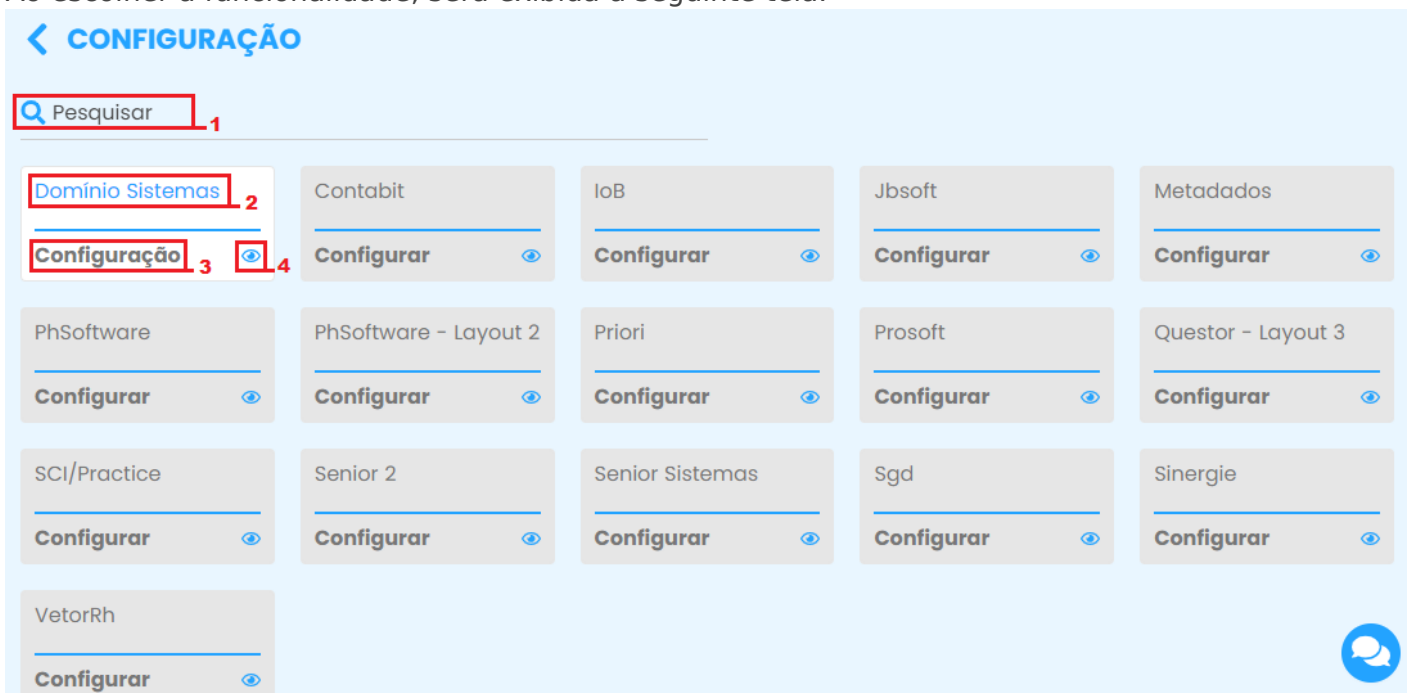 CONFIGURAÇÃO
Pesquisar
1
Domínio Sistemas 2 Contabit IoB Jbsoft Metadados
Configuração 3 4 Configurar Configurar Configurar Configurar
PhSoftware PhSoftware - Layout 2 Priori Prosoft Questor - Layout 3
Configurar Configurar Configurar Configurar Configurar
SCI/Practice Senior 2 Senior Sistemas Sgd Sinergie
Configurar Configurar Configurar Configurar Configurar
VetorRh
Configurar